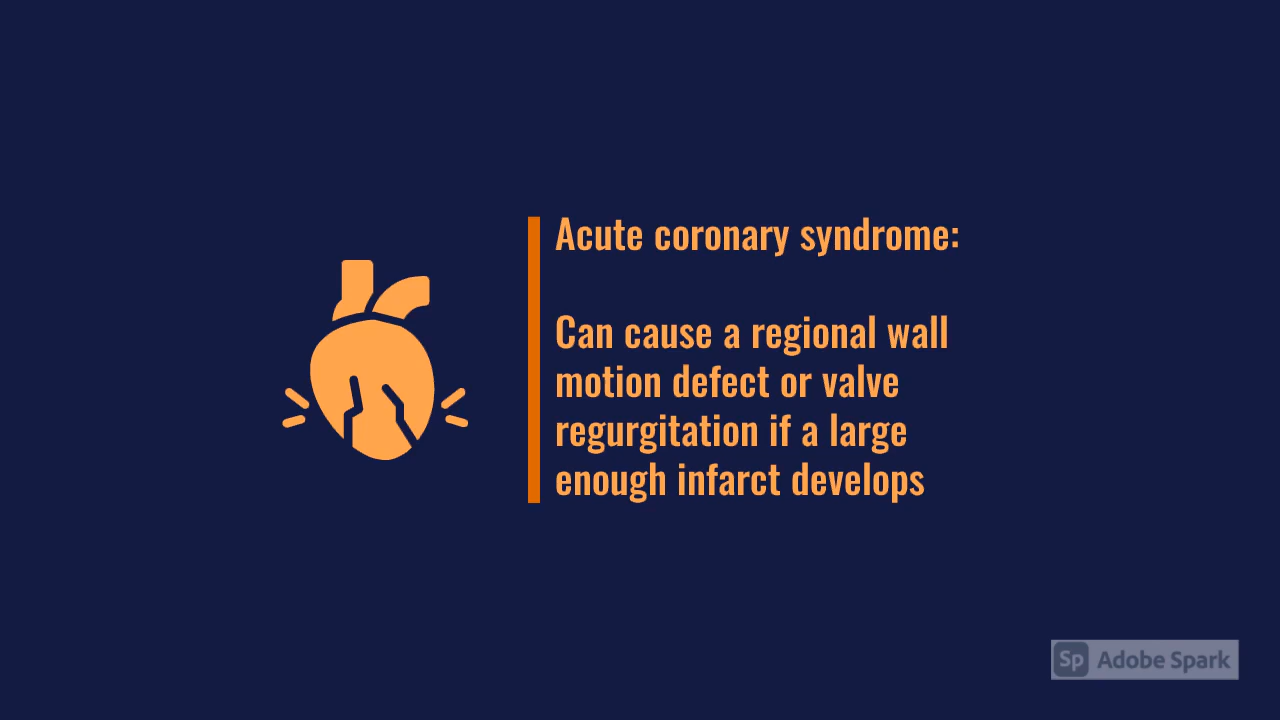 Acute coronary syndrome:
Can cause a regional wall
motion defect or valve
regurgitation if a large
enough infarct develops
Sp Adobe Spark